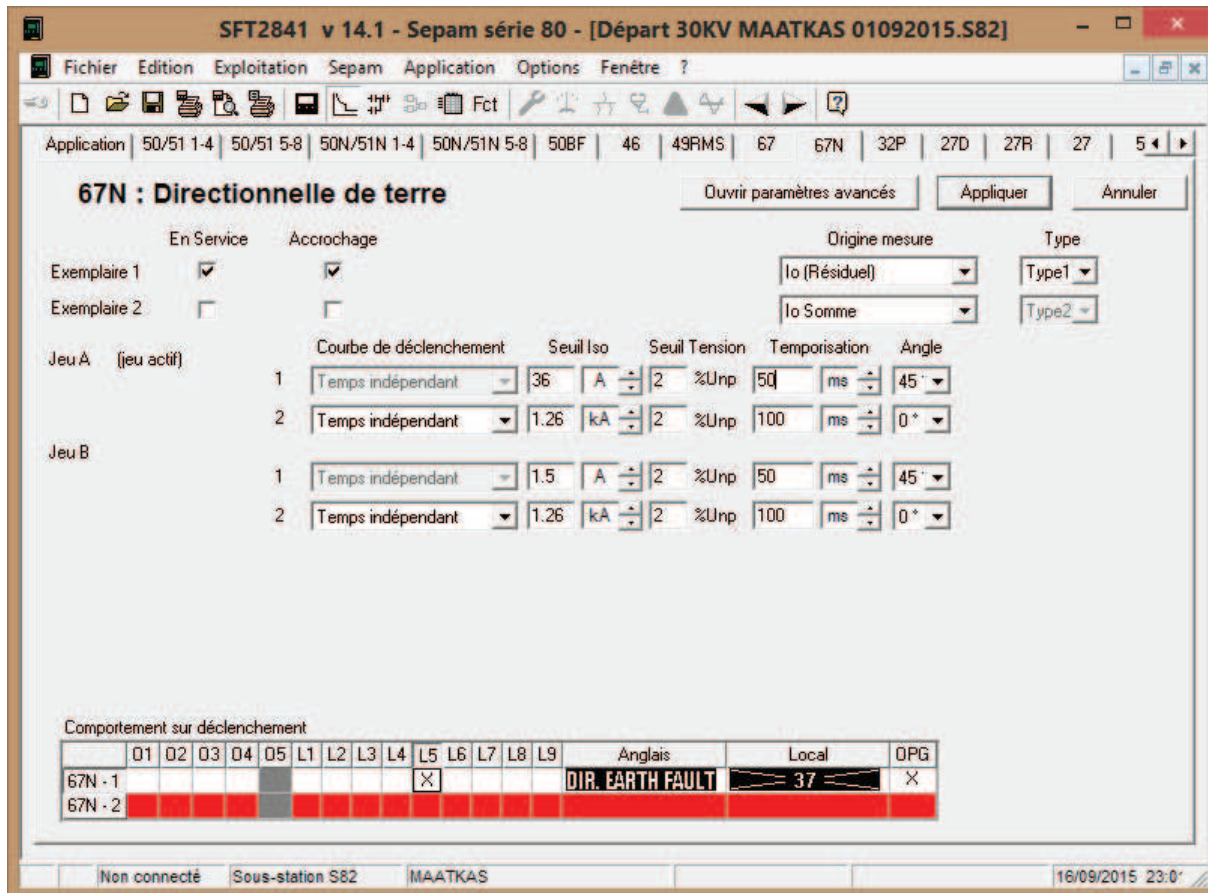 SFT2841 v 14.1 - Sepam série 80 - [Départ 30KV MAATKAS 01092015.S82]
Fichier Edition Exploitation Sepam Application Options Fenêtre ?
Fct
Application 50/51 1-4 50/51 5-8 50N/51N 1-4 50N/51N 5-8 50BF 46 49RMS 67 67N 32P 27D 27R 27 5
67N : Directionnelle de terre
Ouvrir paramètres avancés Appliquer Annuler
En Service Accrochage Origine mesure Type
Exemplaire 1 Io (Résiduel) Type1
Exemplaire 2 Io Somme Type2
Jeu A (jeu actif) Courbe de déclenchement Seuil Iso Seuil Tension Temporisation Angle
1 Temps indépendant 36 A 2 %Unp 50 ms 45 °
2 Temps indépendant 1.26 kA 2 %Unp 100 ms 0 °
Jeu B
1 Temps indépendant 1.5 A 2 %Unp 50 ms 45 °
2 Temps indépendant 1.26 kA 2 %Unp 100 ms 0 °
Comportement sur déclenchement
O1 O2 O3 O4 O5 L1 L2 L3 L4 L5 L6 L7 L8 L9 Anglais Local OPG
67N - 1 X DIR. EARTH FAULT 37 X
67N - 2
Non connecté Sous-station S82 MAATKAS 16/09/2015 23:0